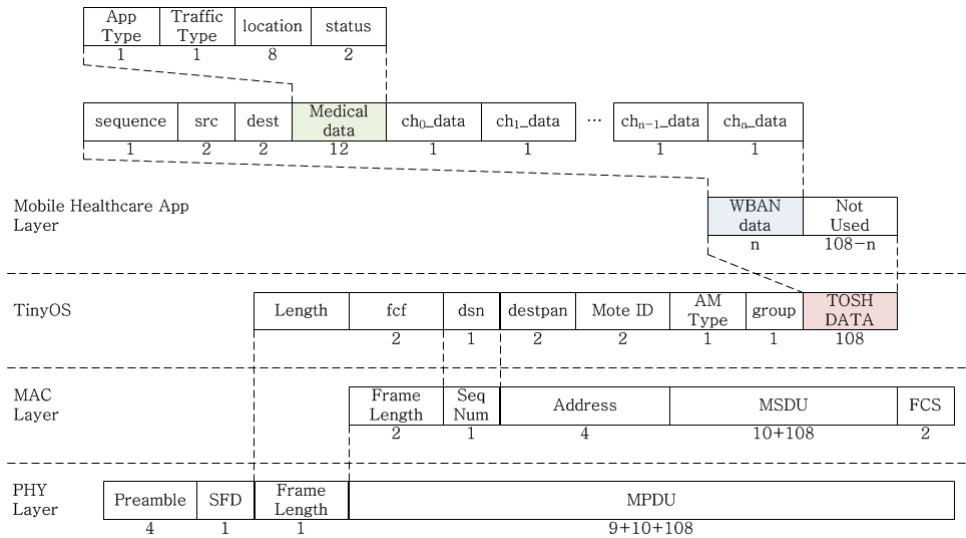 App Type
Traffic Type
location
status
1
1
8
2
sequence
src
dest
Medical data
ch₀_data
ch₁_data
…
chₙ₋₁_data
chₙ_data
1
2
2
12
1
1
1
1
Mobile Healthcare App
Layer
WBAN data
Not Used
n
108−n
TinyOS
Length
fcf
dsn
destpan
Mote ID
AM Type
group
TOSH DATA
2
1
2
2
1
1
108
MAC
Layer
Frame Length
Seq Num
Address
MSDU
FCS
2
1
4
10+108
2
PHY
Layer
Preamble
SFD
Frame Length
MPDU
4
1
1
9+10+108